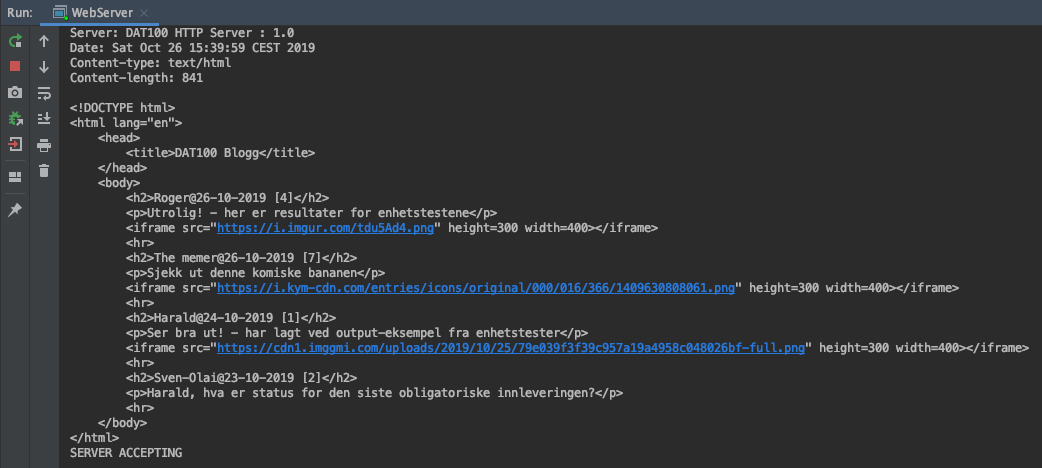 Run: WebServer
Server: DAT100 HTTP Server : 1.0
Date: Sat Oct 26 15:39:59 CEST 2019
Content-type: text/html
Content-length: 841
<!DOCTYPE html>
<html lang="en">
<head>
<title>DAT100 Blogg</title>
</head>
<body>
<h2>Roger@26-10-2019 [4]</h2>
<p>Utrolig! - her er resultater for enhetstestene</p>
<iframe src="https://i.imgur.com/tdu5Ad4.png" height=300 width=400></iframe>
<hr>
<h2>The memer@26-10-2019 [7]</h2>
<p>Sjekk ut denne komiske bananen</p>
<iframe src="https://i.kym-cdn.com/entries/icons/original/000/016/366/1409630808061.png" height=300 width=400></iframe>
<hr>
<h2>Harald@24-10-2019 [1]</h2>
<p>Ser bra ut! - har lagt ved output-eksempel fra enhetstester</p>
<iframe src="https://cdn1.imggmi.com/uploads/2019/10/25/79e039f3f39c957a19a4958c048026bf-full.png" height=300 width=400></iframe>
<hr>
<h2>Sven-Olai@23-10-2019 [2]</h2>
<p>Harald, hva er status for den siste obligatoriske innleveringen?</p>
<hr>
</body>
</html>
SERVER ACCEPTING